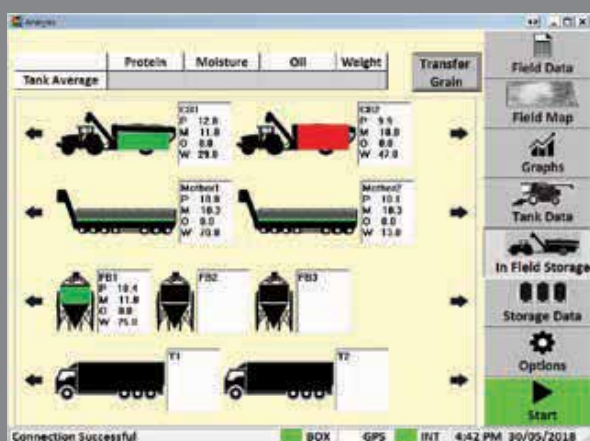 Analysis
Protein Moisture Oil Weight
Tank Average
Transfer
Grain
Field Data
Field Map
Graphs
Tank Data
In Field Storage
Storage Data
Options
Start
CB1
P 12.0
M 11.0
O 0.0
W 29.0
CB2
P 9.9
M 10.0
O 0.0
W 47.0
Mother1
P 10.0
M 10.3
O 0.0
W 70.0
Mother2
P 10.1
M 10.3
O 0.0
W 13.0
FB1
P 10.4
M 11.0
O 0.0
W 75.0
FB2
FB3
T1
T2
Connection Successful BOX GPS INT 4:42 PM 30/05/2018